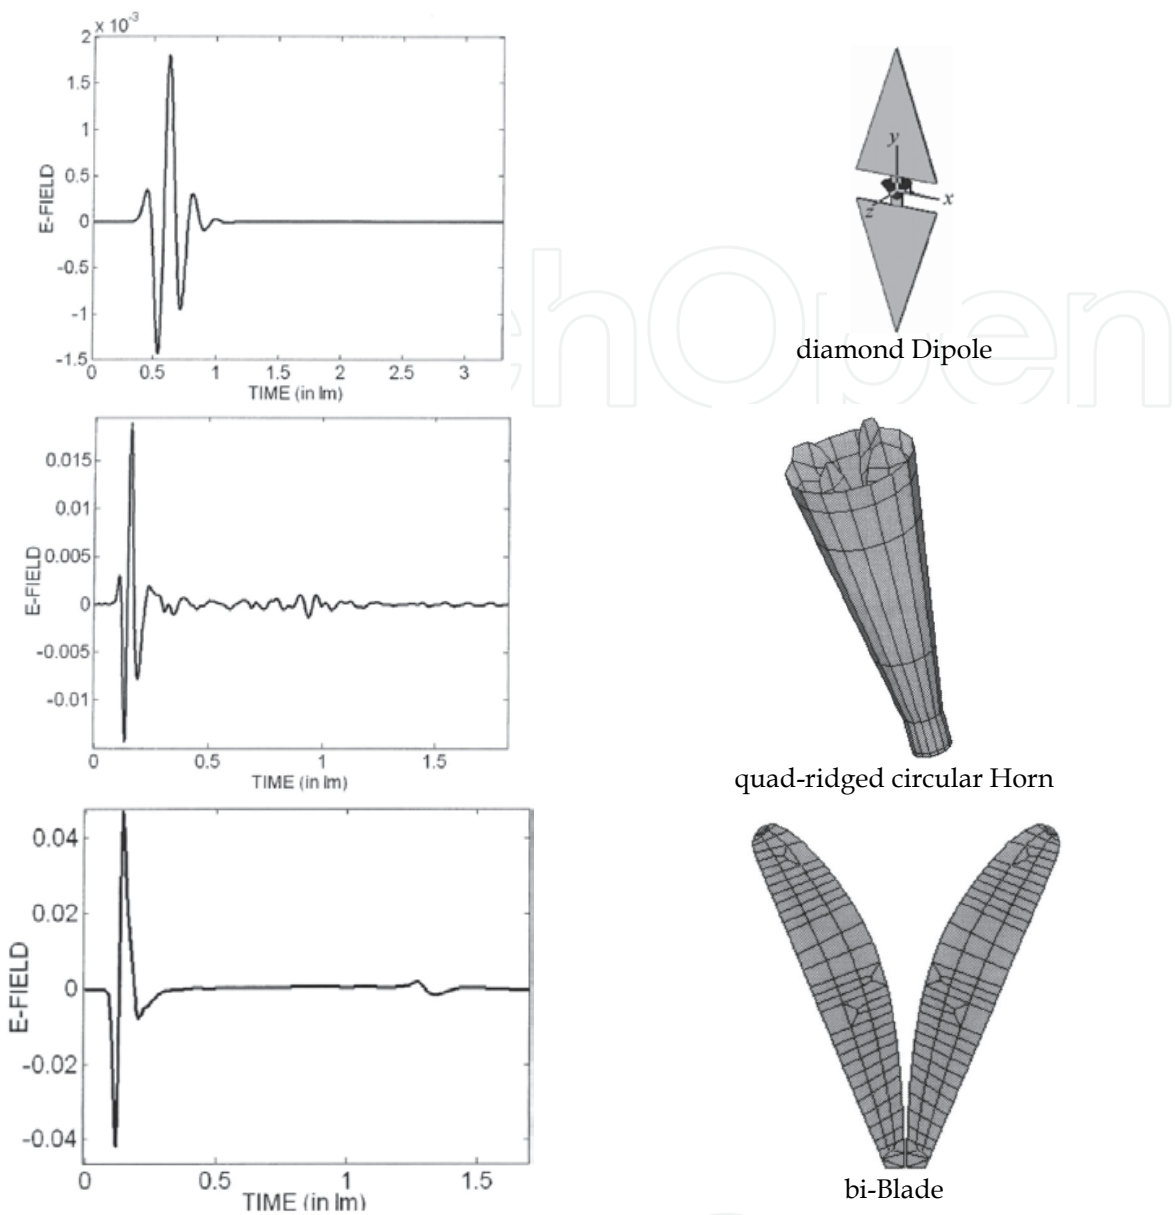 2 x 10⁻³
1.5
1
0.5
0
-0.5
-1
-1.5
E-FIELD
0 0.5 1 1.5 2 2.5 3
TIME (in lm)
y
x
z
diamond Dipole
0.015
0.01
0.005
0
-0.005
-0.01
E-FIELD
0 0.5 1 1.5
TIME (in lm)
quad-ridged circular Horn
0.04
0.02
0
-0.02
-0.04
E-FIELD
0 0.5 1 1.5
TIME (in lm)
bi-Blade